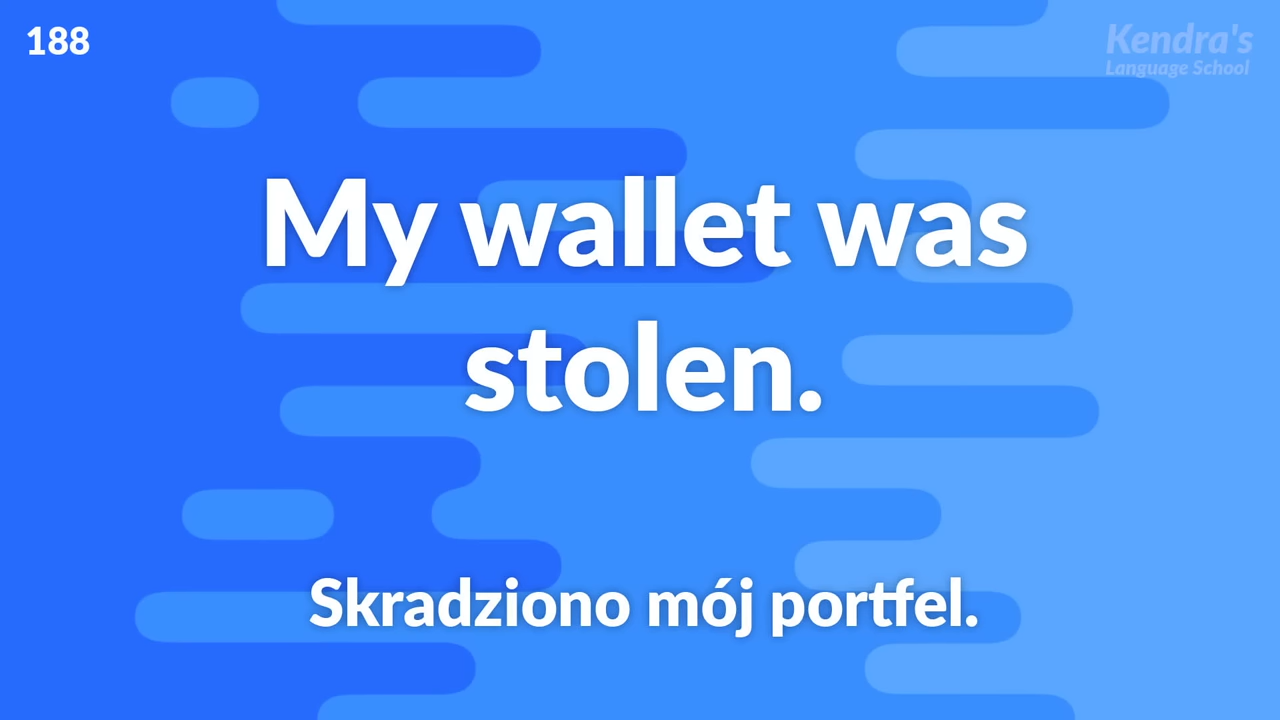 188
Kendra's
Language School
My wallet was
stolen.
Skradziono mój portfel.